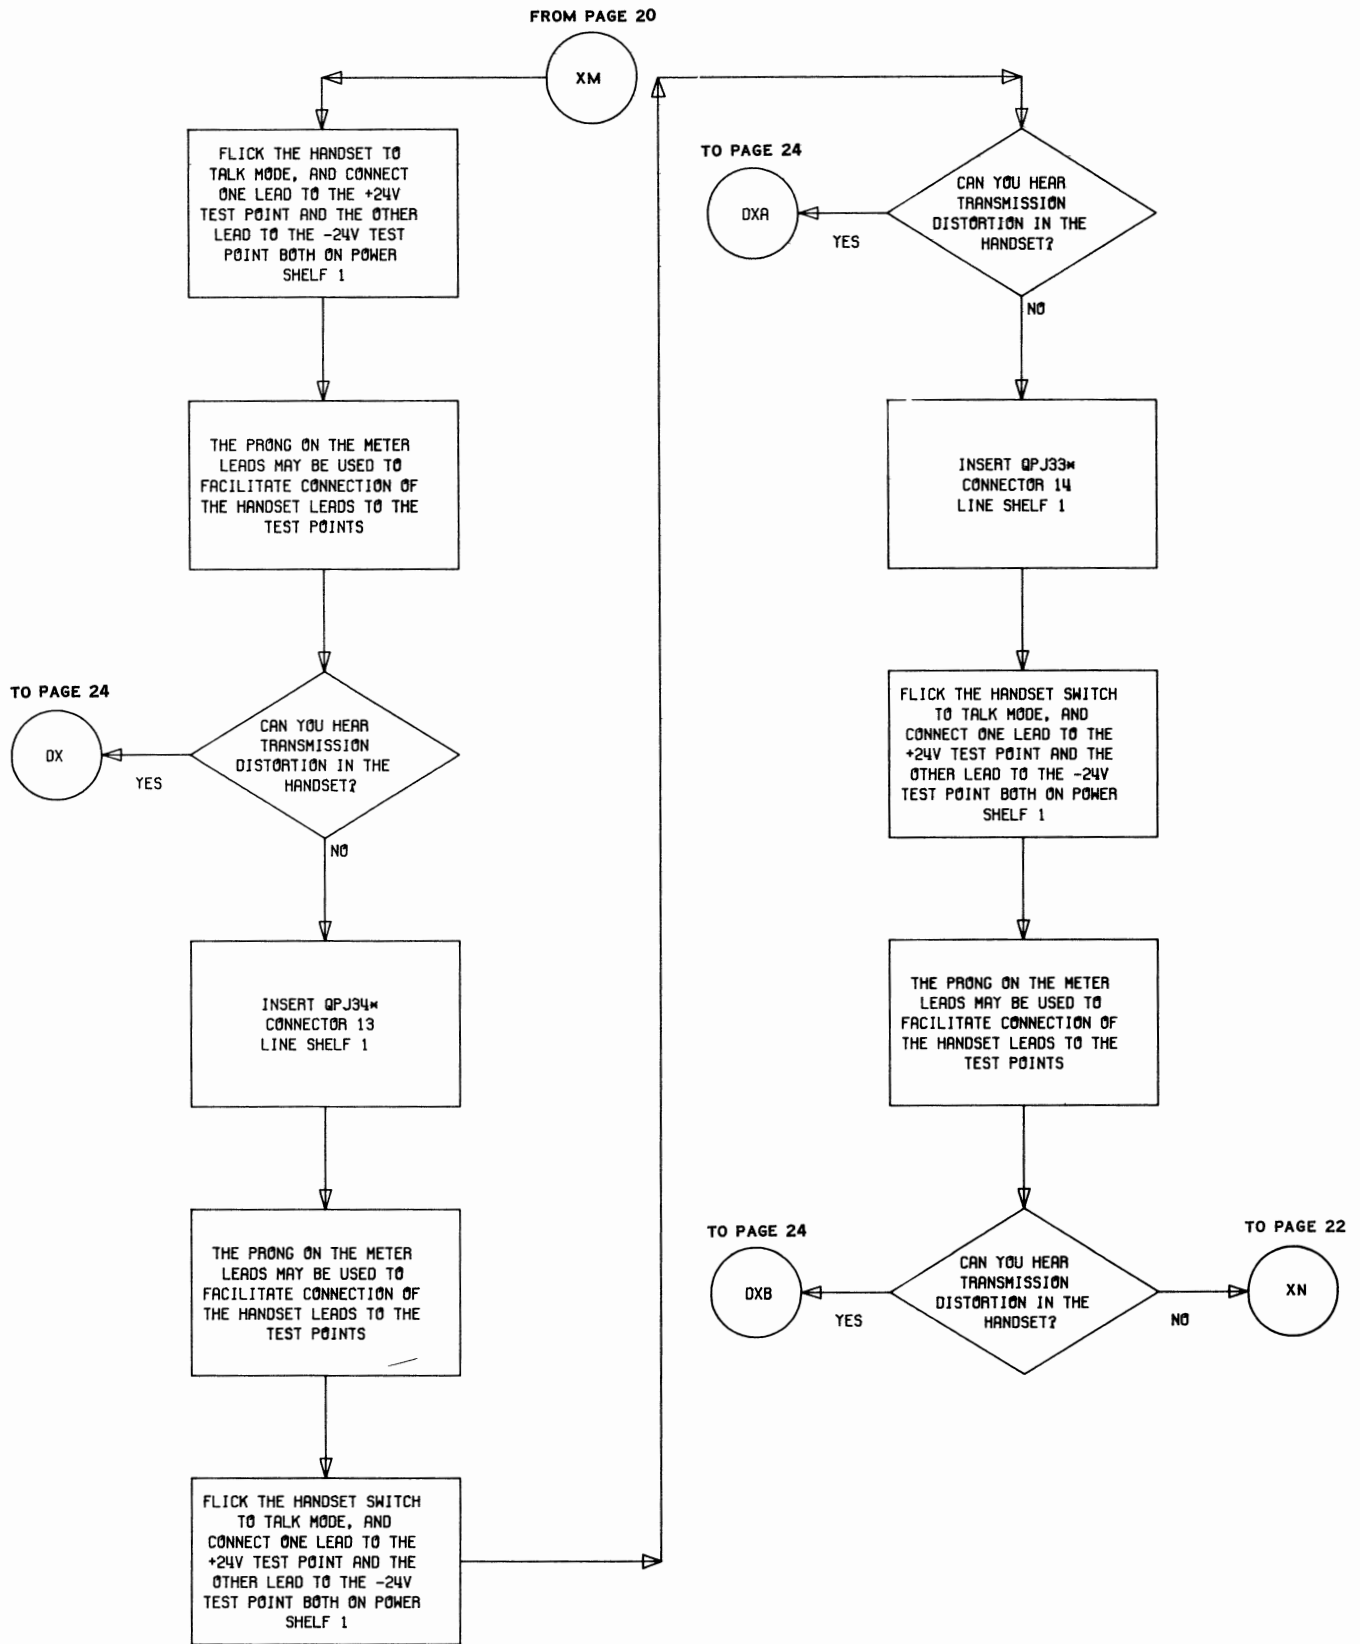 FROM PAGE 20
XM
FLICK THE HANDSET TO
TALK MODE, AND CONNECT
ONE LEAD TO THE +24V
TEST POINT AND THE OTHER
LEAD TO THE -24V TEST
POINT BOTH ON POWER
SHELF 1
THE PRONG ON THE METER
LEADS MAY BE USED TO
FACILITATE CONNECTION OF
THE HANDSET LEADS TO THE
TEST POINTS
CAN YOU HEAR
TRANSMISSION
DISTORTION IN THE
HANDSET?
YES
TO PAGE 24
DX
NO
INSERT QPJ34*
CONNECTOR 13
LINE SHELF 1
THE PRONG ON THE METER
LEADS MAY BE USED TO
FACILITATE CONNECTION OF
THE HANDSET LEADS TO THE
TEST POINTS
FLICK THE HANDSET SWITCH
TO TALK MODE, AND
CONNECT ONE LEAD TO THE
+24V TEST POINT AND THE
OTHER LEAD TO THE -24V
TEST POINT BOTH ON POWER
SHELF 1
CAN YOU HEAR
TRANSMISSION
DISTORTION IN THE
HANDSET?
YES
TO PAGE 24
DXA
NO
INSERT QPJ33*
CONNECTOR 14
LINE SHELF 1
FLICK THE HANDSET SWITCH
TO TALK MODE, AND
CONNECT ONE LEAD TO THE
+24V TEST POINT AND THE
OTHER LEAD TO THE -24V
TEST POINT BOTH ON POWER
SHELF 1
THE PRONG ON THE METER
LEADS MAY BE USED TO
FACILITATE CONNECTION OF
THE HANDSET LEADS TO THE
TEST POINTS
CAN YOU HEAR
TRANSMISSION
DISTORTION IN THE
HANDSET?
YES
TO PAGE 24
DXB
NO
TO PAGE 22
XN